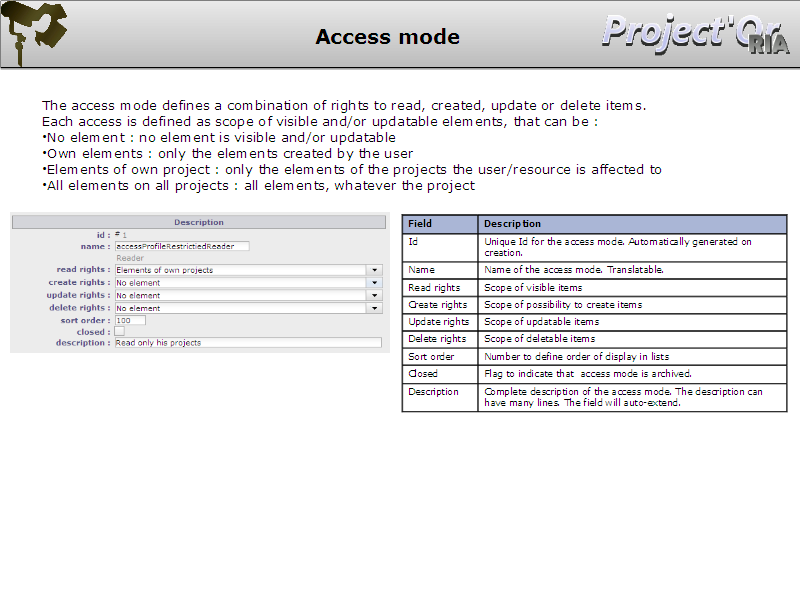 Access mode
Project'Or
RIA
The access mode defines a combination of rights to read, created, update or delete items.
Each access is defined as scope of visible and/or updatable elements, that can be :
•No element : no element is visible and/or updatable
•Own elements : only the elements created by the user
•Elements of own project : only the elements of the projects the user/resource is affected to
•All elements on all projects : all elements, whatever the project
Description
id : # 1
name : accessProfileRestrictiedReader
Reader
read rights : Elements of own projects
create rights : No element
update rights : No element
delete rights : No element
sort order : 100
closed :
description : Read only his projects
Field Description
Id Unique Id for the access mode. Automatically generated on
creation.
Name Name of the access mode. Translatable.
Read rights Scope of visible items
Create rights Scope of possibility to create items
Update rights Scope of updatable items
Delete rights Scope of deletable items
Sort order Number to define order of display in lists
Closed Flag to indicate that access mode is archived.
Description Complete description of the access mode. The description can
have many lines. The field will auto-extend.